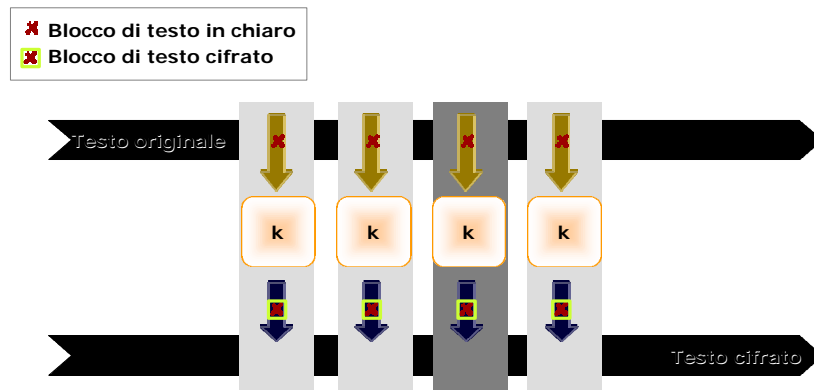 Blocco di testo in chiaro
Blocco di testo cifrato
Testo originale
k k k k
Testo cifrato